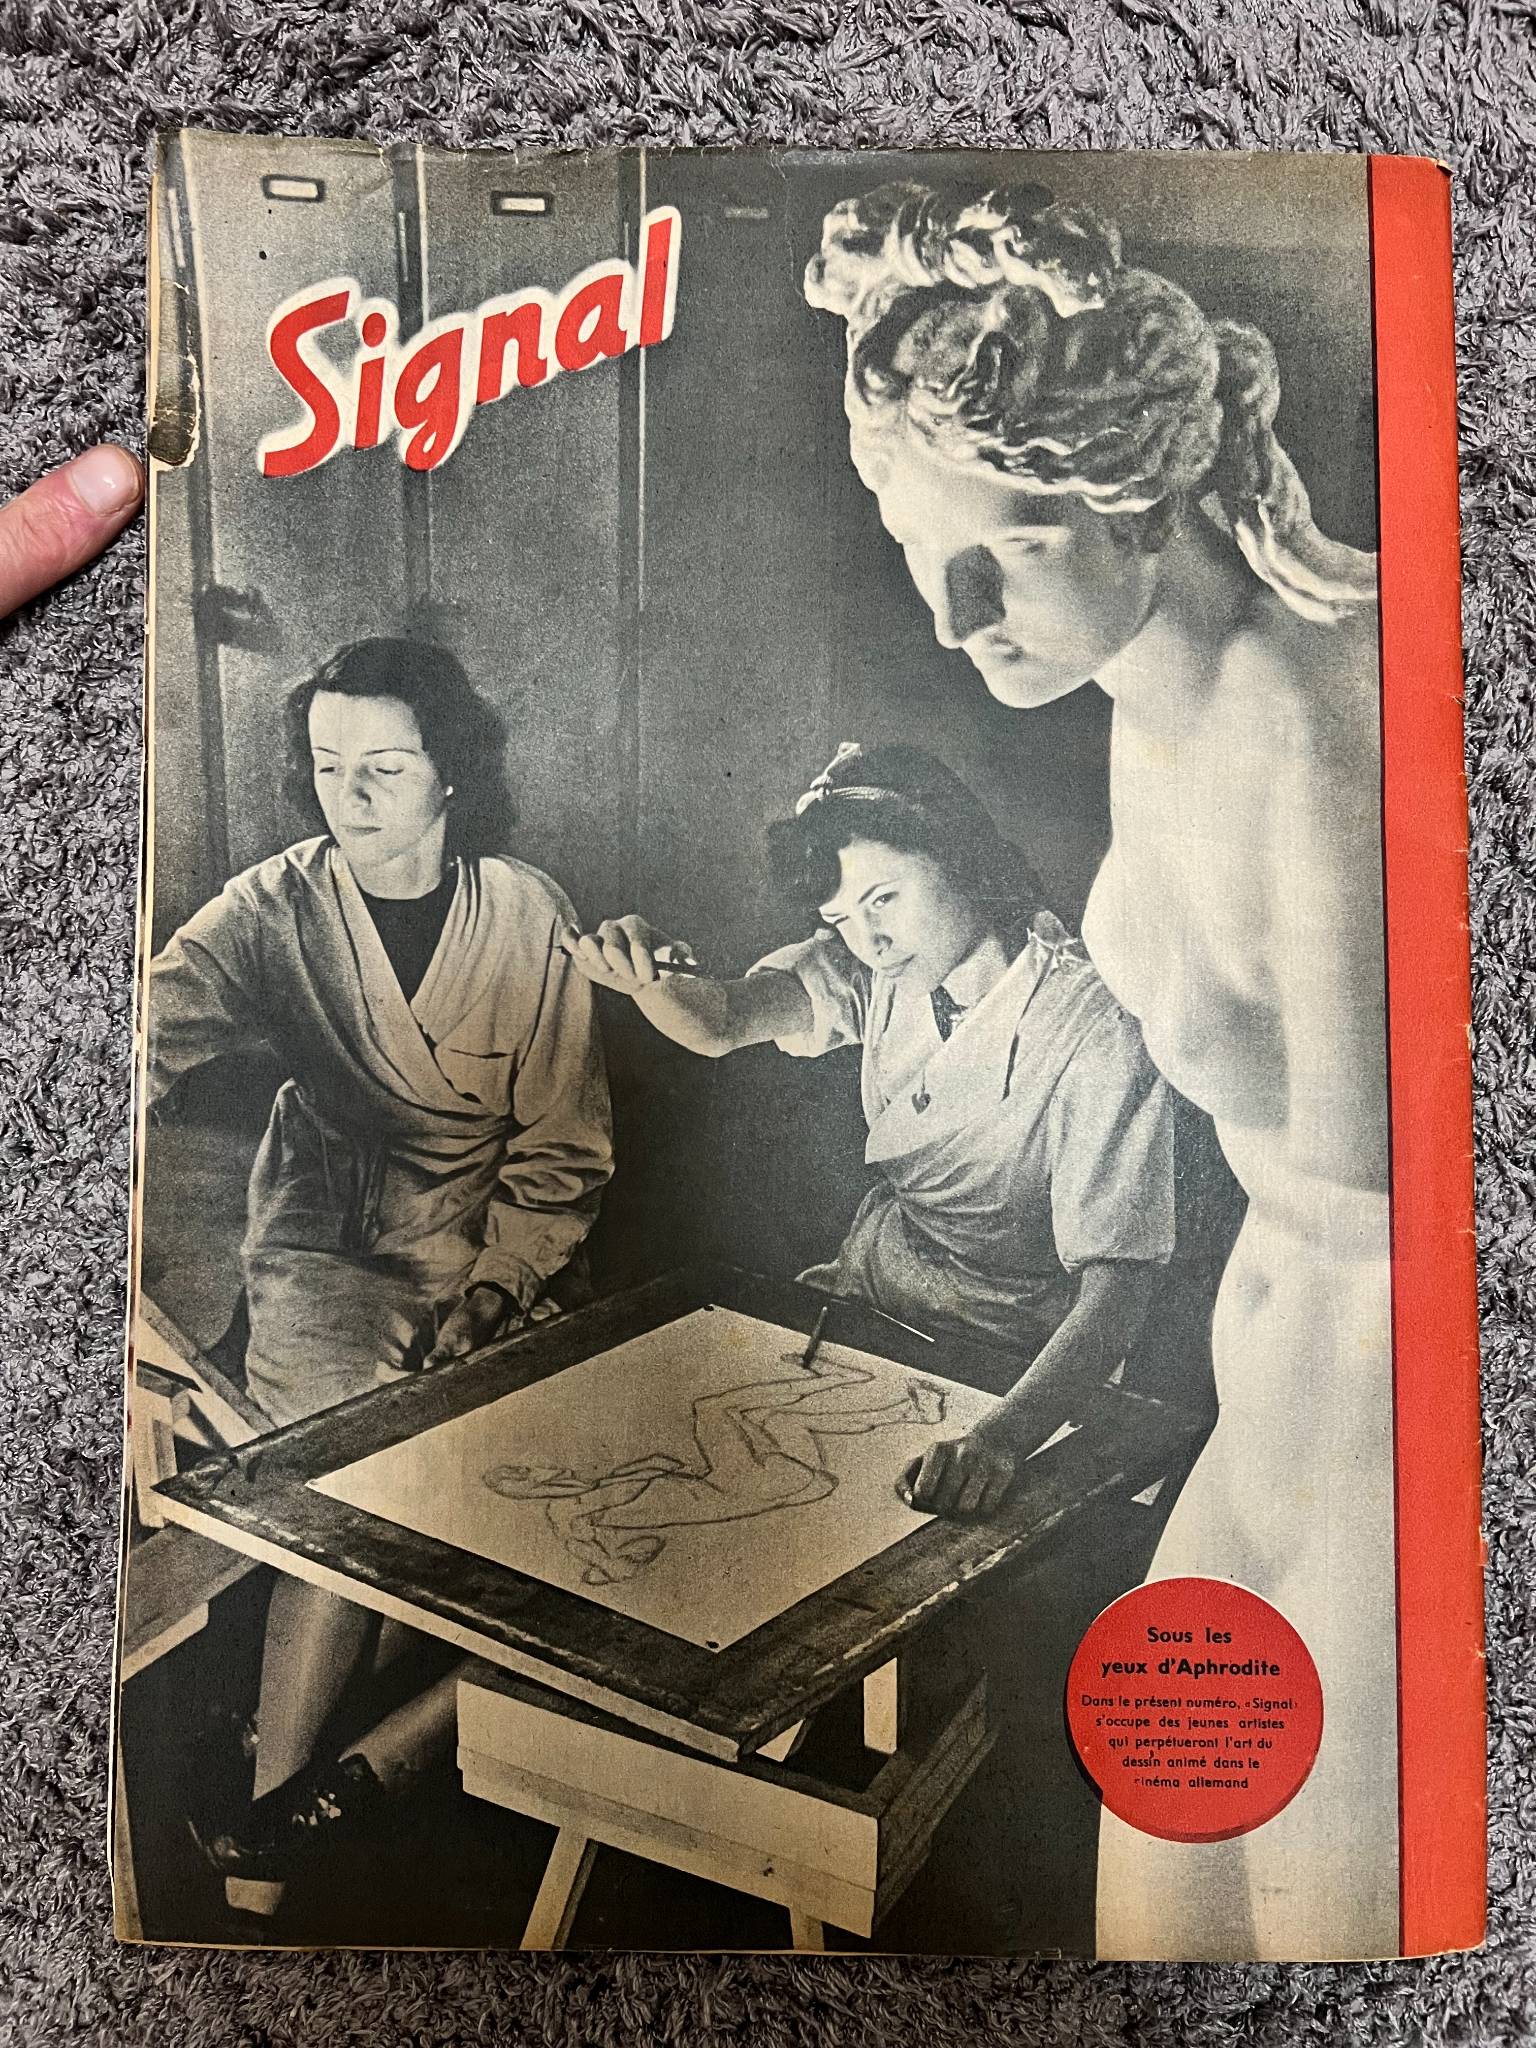 Signal
Sous les
yeux d'Aphrodite
Dans le présent numéro, «Signal»
s'occupe des jeunes artistes
qui perpétueront l'art du
dessin animé dans le
cinéma allemand